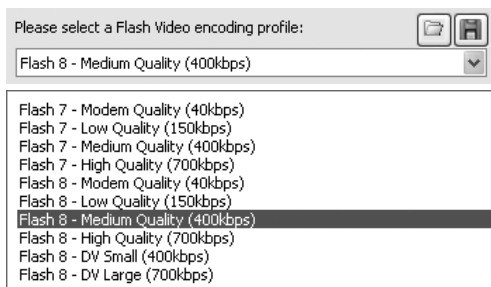 Please select a Flash Video encoding profile:
Flash 8 - Medium Quality (400kbps)
Flash 7 - Modem Quality (40kbps)
Flash 7 - Low Quality (150kbps)
Flash 7 - Medium Quality (400kbps)
Flash 7 - High Quality (700kbps)
Flash 8 - Modem Quality (40kbps)
Flash 8 - Low Quality (150kbps)
Flash 8 - Medium Quality (400kbps)
Flash 8 - High Quality (700kbps)
Flash 8 - DV Small (400kbps)
Flash 8 - DV Large (700kbps)